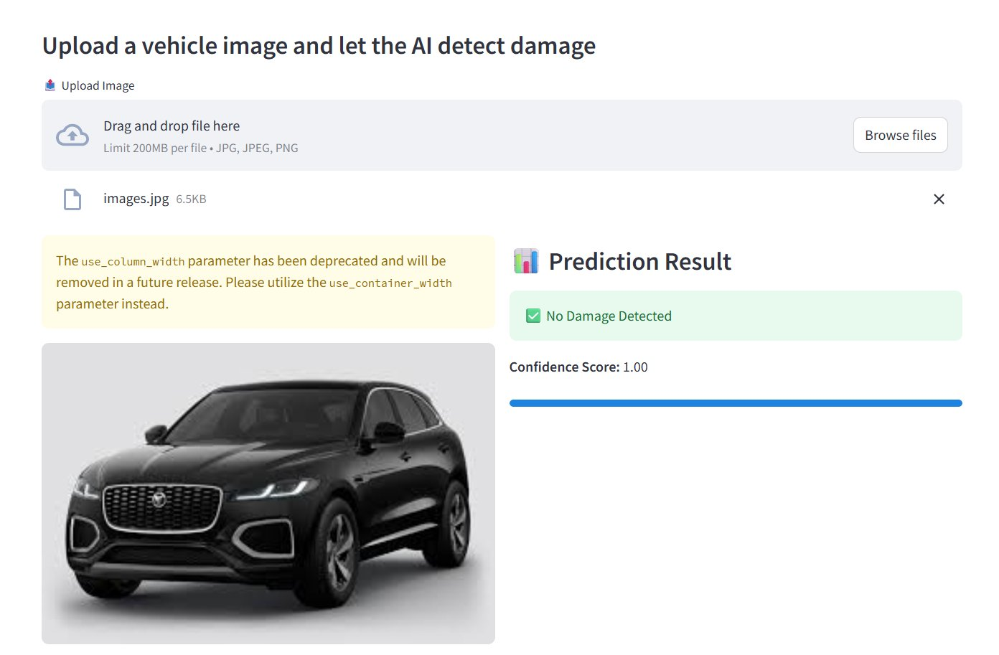 Upload a vehicle image and let the AI detect damage
Upload Image
Drag and drop file here
Limit 200MB per file • JPG, JPEG, PNG
Browse files
images.jpg 6.5KB
The use_column_width parameter has been deprecated and will be
removed in a future release. Please utilize the use_container_width
parameter instead.
Prediction Result
No Damage Detected
Confidence Score: 1.00